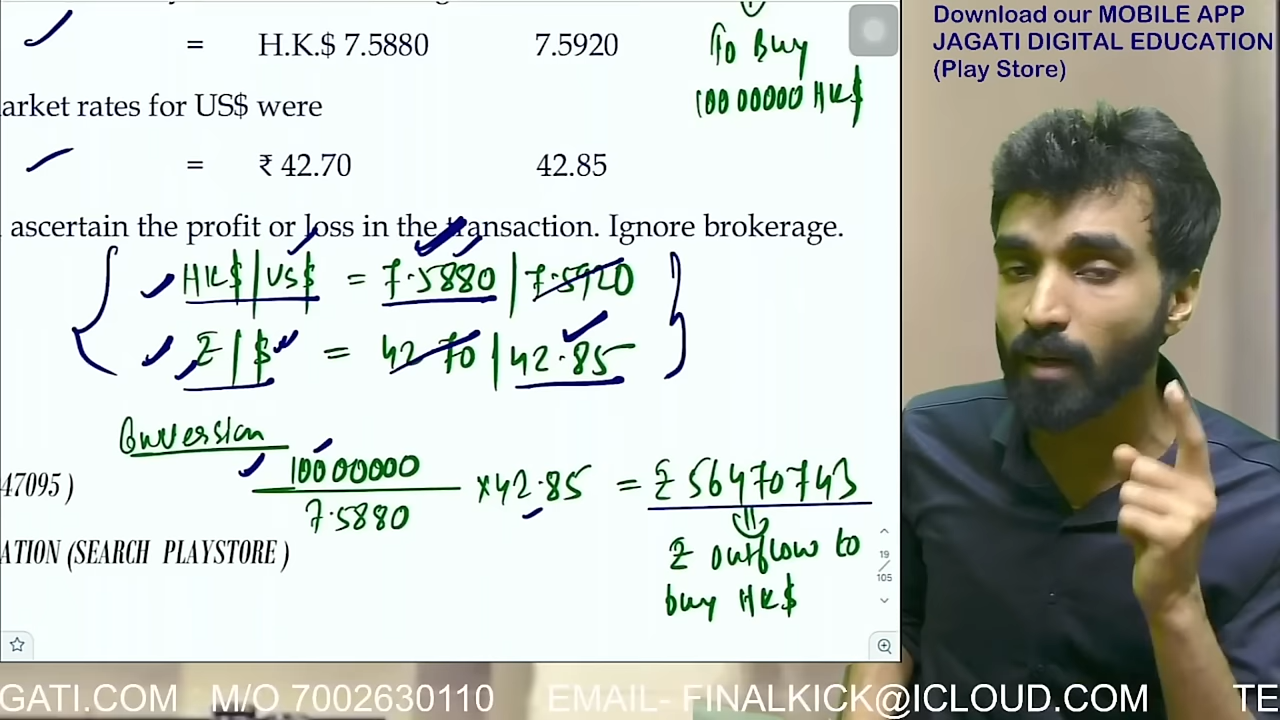 = H.K.$ 7.5880 7.5920
To Buy
10000000 HK$
arket rates for US$ were
= ₹ 42.70 42.85
ascertain the profit or loss in the transaction. Ignore brokerage.
HK$|US$ = 7.5880 | 7.5920
₹|$ = 42.70 | 42.85
Conversion
10000000
7.5880
×42.85 = ₹ 56470743
₹ outflow to
buy HK$
47095 )
ATION (SEARCH PLAYSTORE )
19
/
105
Download our MOBILE APP
JAGATI DIGITAL EDUCATION
(Play Store)
GATI.COM M/O 7002630110 EMAIL- FINALKICK@ICLOUD.COM TE